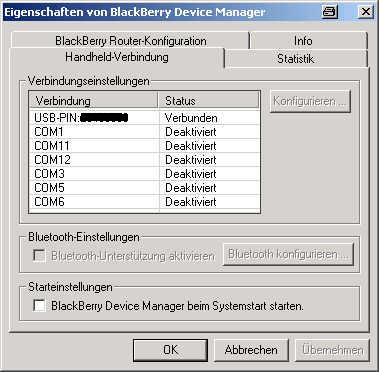 Eigenschaften von BlackBerry Device Manager
BlackBerry Router-Konfiguration
Info
Handheld-Verbindung
Statistik
Verbindungseinstellungen
Verbindung Status
USB-PIN: Verbunden
COM1 Deaktiviert
COM11 Deaktiviert
COM12 Deaktiviert
COM3 Deaktiviert
COM5 Deaktiviert
COM6 Deaktiviert
Konfigurieren ...
Bluetooth-Einstellungen
Bluetooth-Unterstützung aktivieren
Bluetooth konfigurieren ...
Starteinstellungen
BlackBerry Device Manager beim Systemstart starten.
OK
Abbrechen
Übernehmen